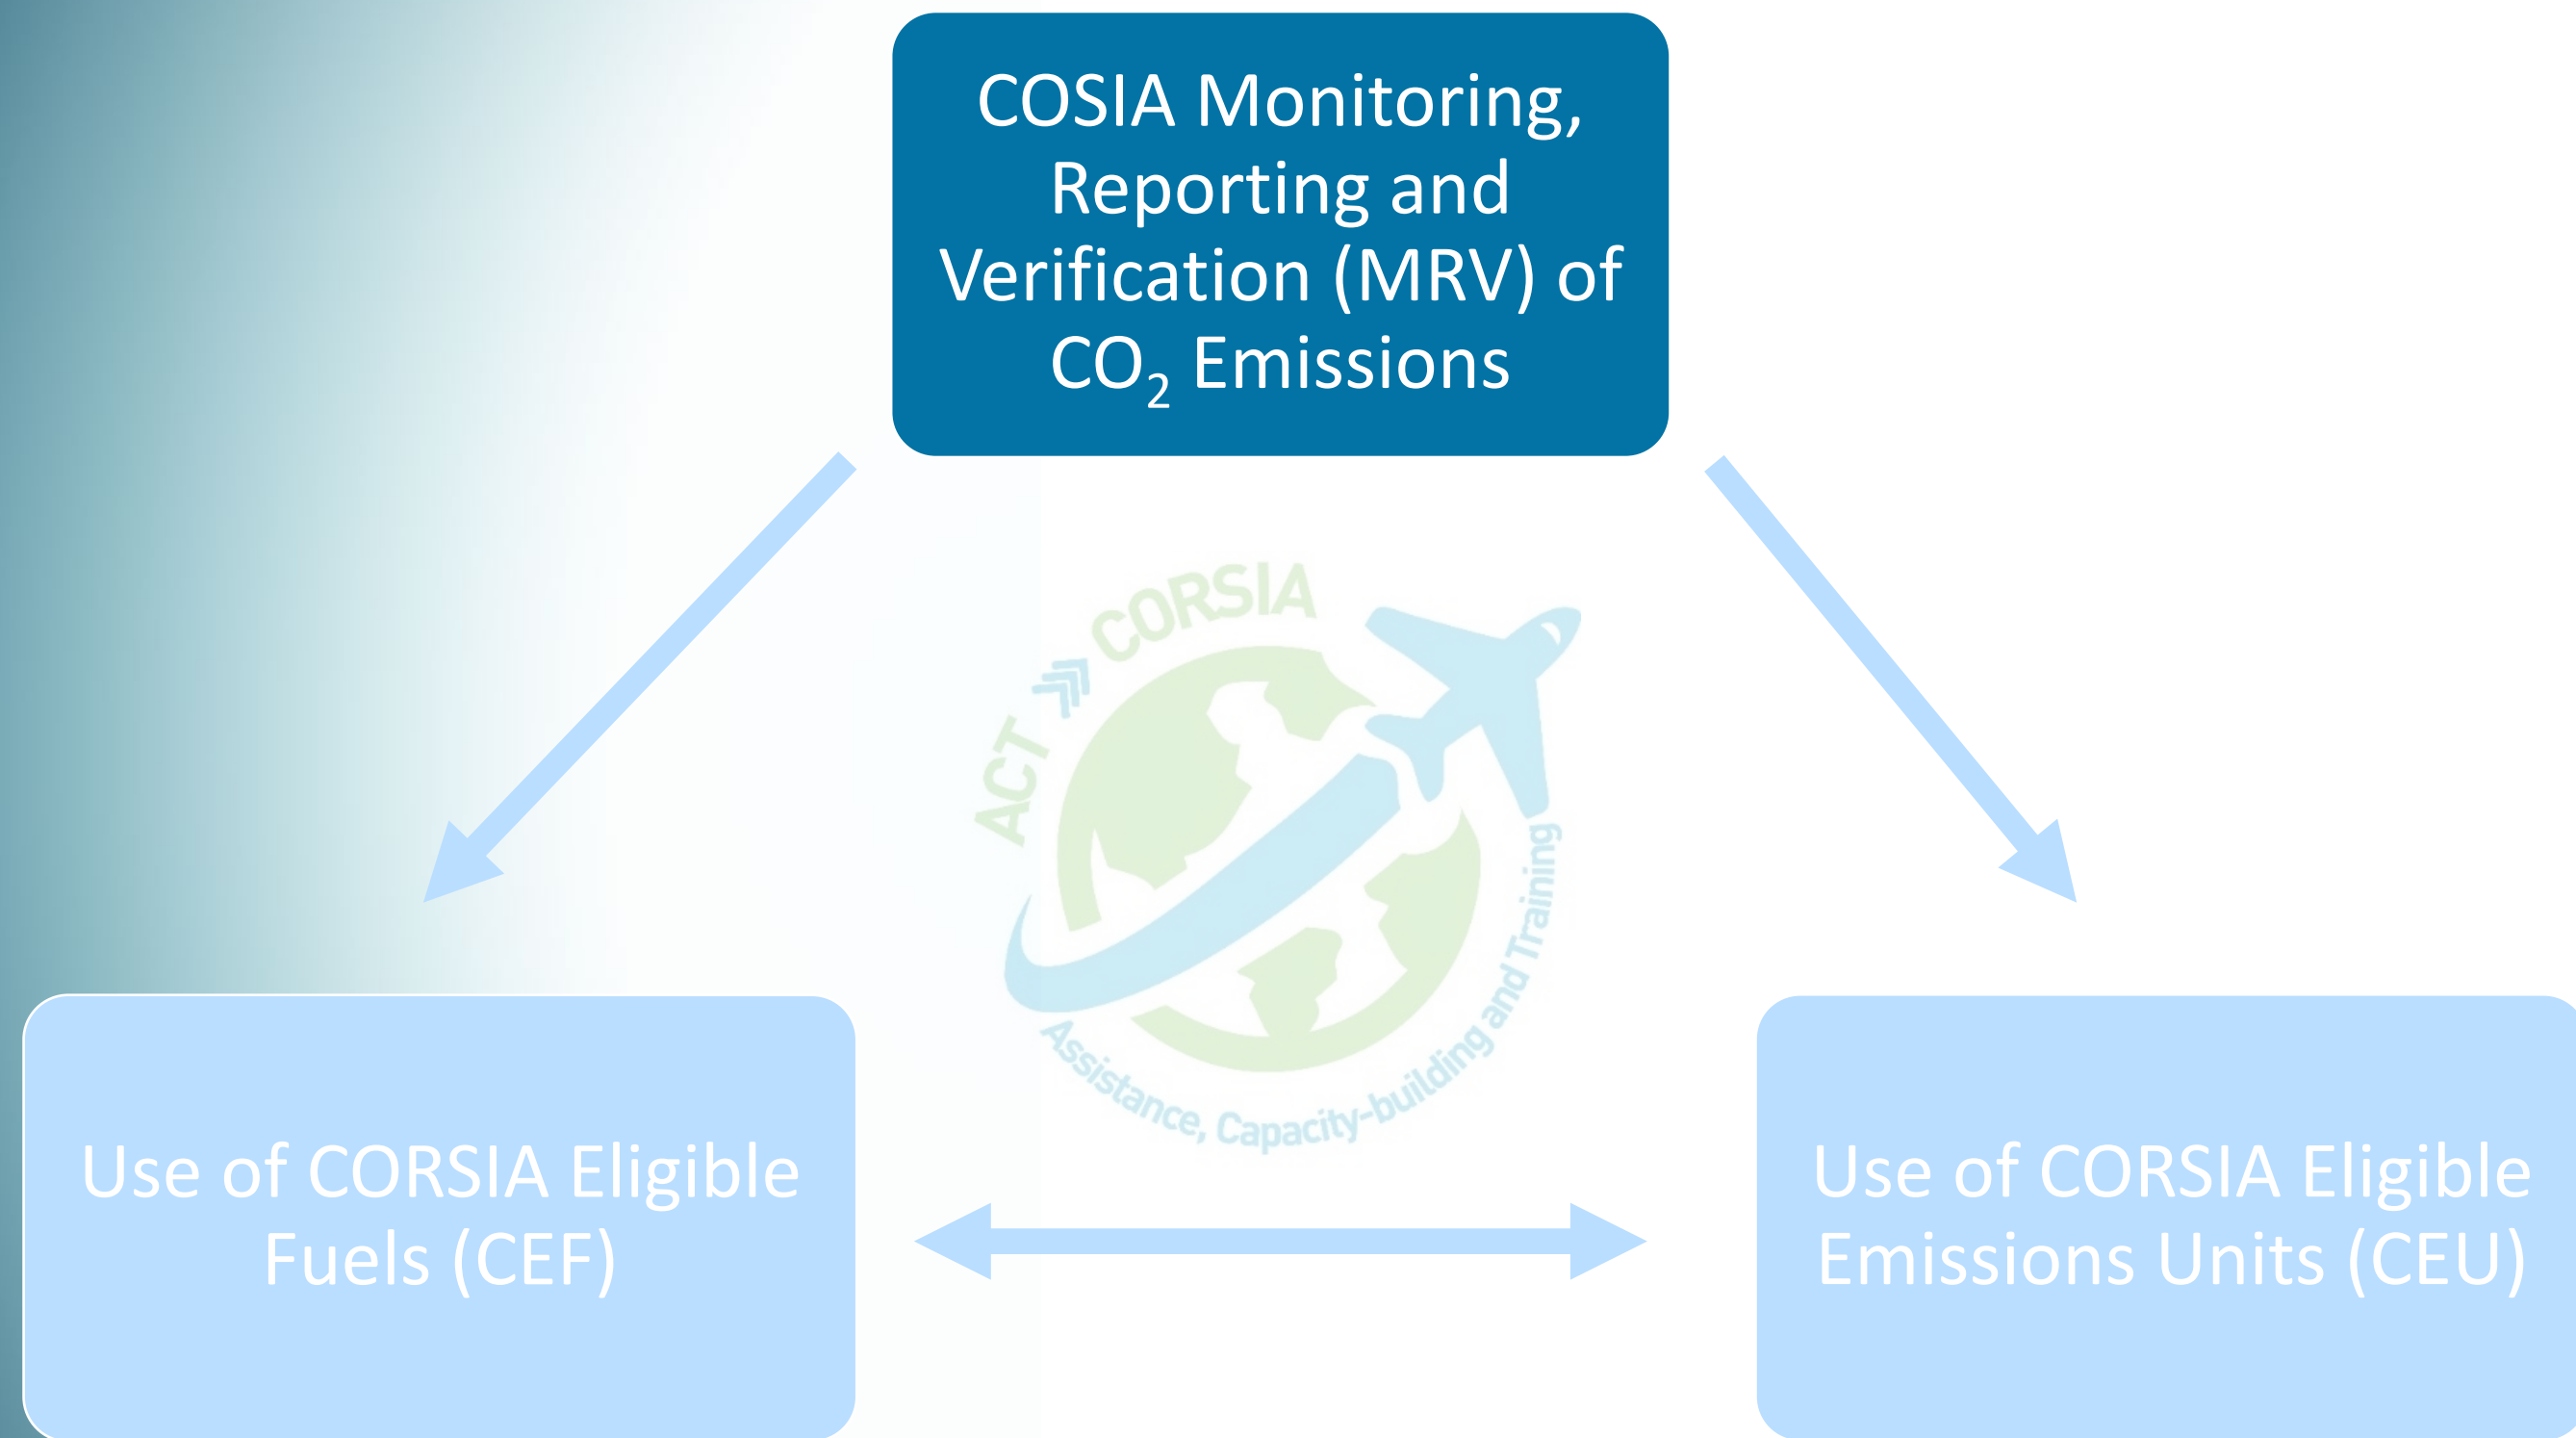 COSIA Monitoring,
Reporting and
Verification (MRV) of
CO₂ Emissions
ACT CORSIA
Assistance, Capacity-building and Training
Use of CORSIA Eligible
Fuels (CEF)
Use of CORSIA Eligible
Emissions Units (CEU)